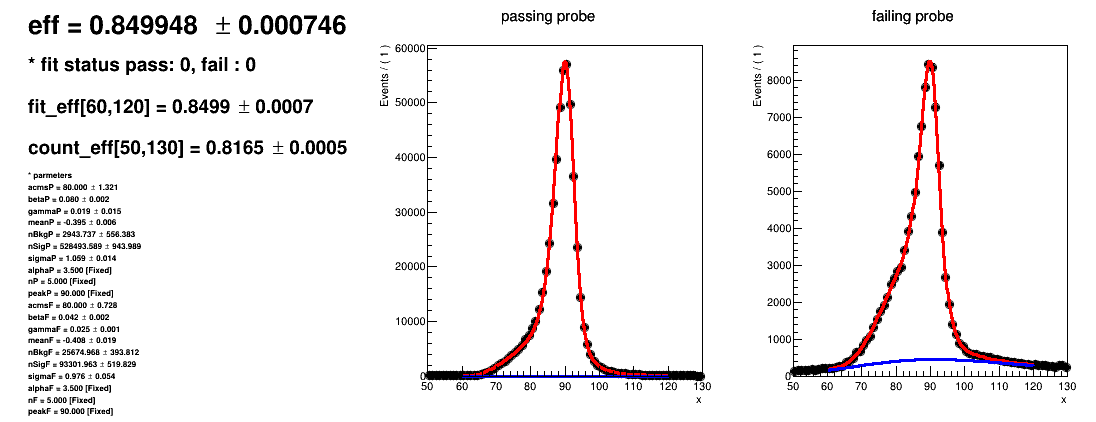 eff = 0.849948 ± 0.000746
* fit status pass: 0, fail : 0
fit_eff[60,120] = 0.8499 ± 0.0007
count_eff[50,130] = 0.8165 ± 0.0005
* parmeters
acmsP = 80.000 ± 1.321
betaP = 0.080 ± 0.002
gammaP = 0.019 ± 0.015
meanP = -0.395 ± 0.006
nBkgP = 2943.737 ± 556.383
nSigP = 528493.589 ± 943.989
sigmaP = 1.059 ± 0.014
alphaP = 3.500 [Fixed]
nP = 5.000 [Fixed]
peakP = 90.000 [Fixed]
acmsF = 80.000 ± 0.728
betaF = 0.042 ± 0.002
gammaF = 0.025 ± 0.001
meanF = -0.408 ± 0.019
nBkgF = 25674.968 ± 393.812
nSigF = 93301.963 ± 519.829
sigmaF = 0.976 ± 0.054
alphaF = 3.500 [Fixed]
nF = 5.000 [Fixed]
peakF = 90.000 [Fixed]
passing probe
Events / ( 1 )
60000
50000
40000
30000
20000
10000
0
50 60 70 80 90 100 110 120 130
x
failing probe
Events / ( 1 )
8000
7000
6000
5000
4000
3000
2000
1000
0
50 60 70 80 90 100 110 120 130
x